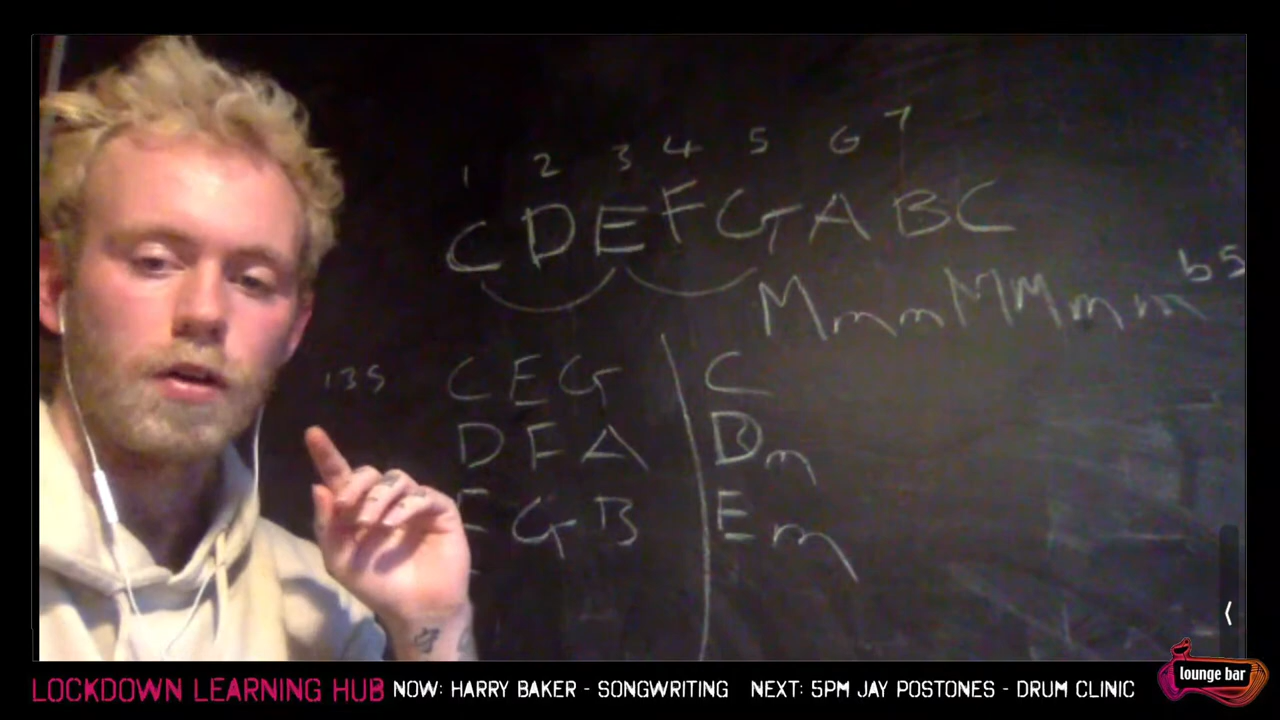 1 2 3 4 5 6 7
C D E F G A B C
M m m M M m m b5
135 C E G C
D F A Dm
E G B Em
LOCKDOWN LEARNING HUB NOW: HARRY BAKER - SONGWRITING NEXT: 5PM JAY POSTONES - DRUM CLINIC
lounge bar